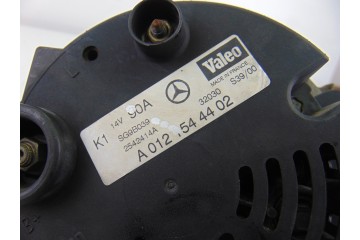 Valeo
MADE IN FRANCE
K1 14V 90A 32030 S39/00
SG9B039
2542414A
A 012 154 44 02